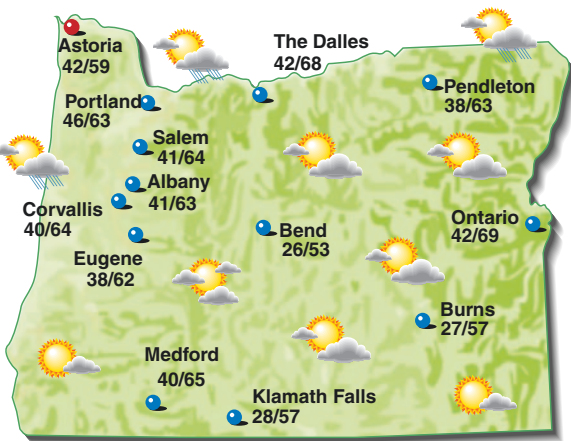 Astoria
42/59
The Dalles
42/68
Pendleton
38/63
Portland
46/63
Salem
41/64
Albany
41/63
Corvallis
40/64
Eugene
38/62
Bend
26/53
Ontario
42/69
Burns
27/57
Medford
40/65
Klamath Falls
28/57